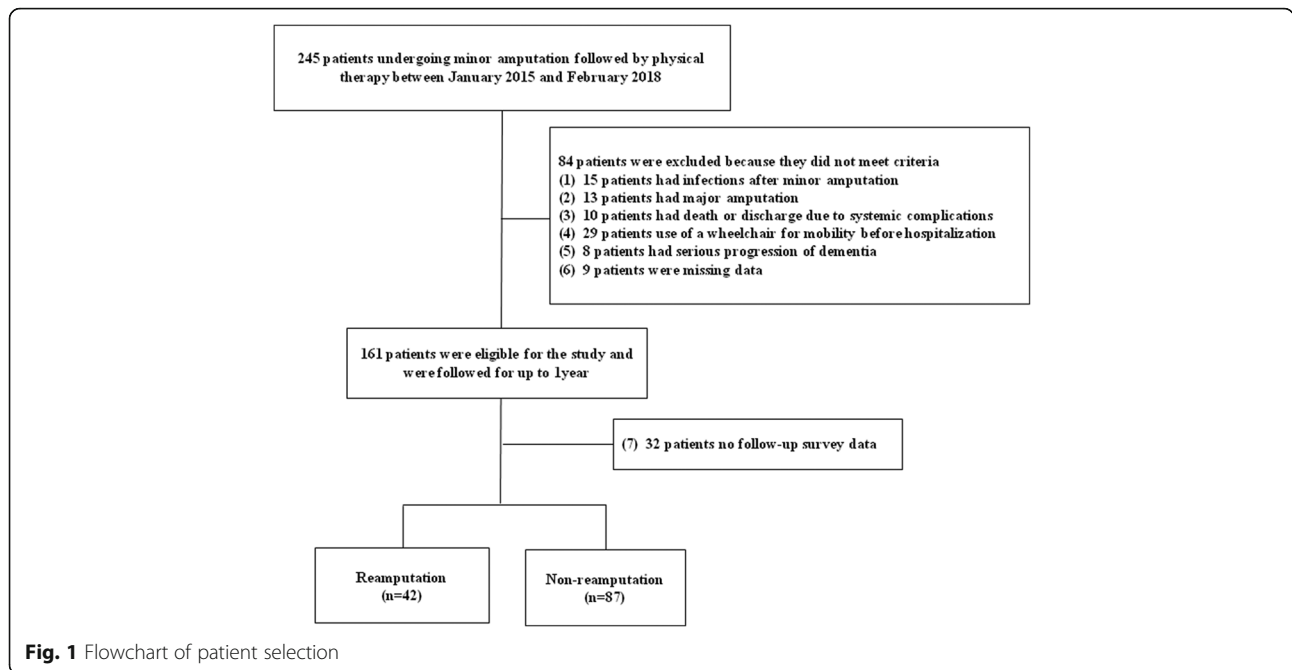 245 patients undergoing minor amputation followed by physical
therapy between January 2015 and February 2018
84 patients were excluded because they did not meet criteria
(1) 15 patients had infections after minor amputation
(2) 13 patients had major amputation
(3) 10 patients had death or discharge due to systemic complications
(4) 29 patients use of a wheelchair for mobility before hospitalization
(5) 8 patients had serious progression of dementia
(6) 9 patients were missing data
161 patients were eligible for the study and
were followed for up to 1year
(7) 32 patients no follow-up survey data
Reamputation
(n=42)
Non-reamputation
(n=87)
Fig. 1 Flowchart of patient selection